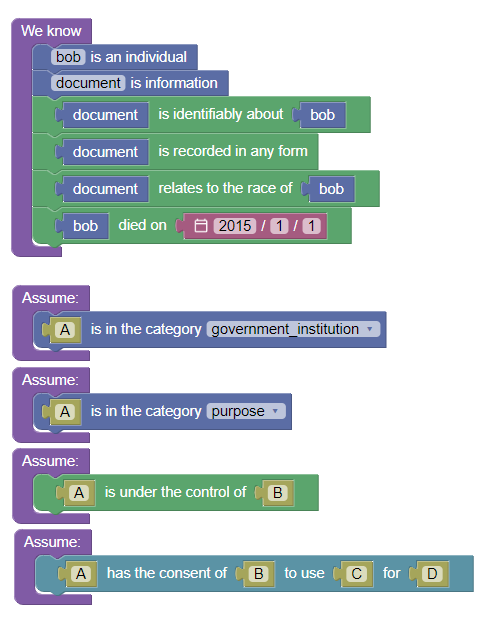 We know
bob is an individual
document is information
document is identifiably about bob
document is recorded in any form
document relates to the race of bob
bob died on 2015 / 1 / 1
Assume:
A is in the category government_institution
Assume:
A is in the category purpose
Assume:
A is under the control of B
Assume:
A has the consent of B to use C for D